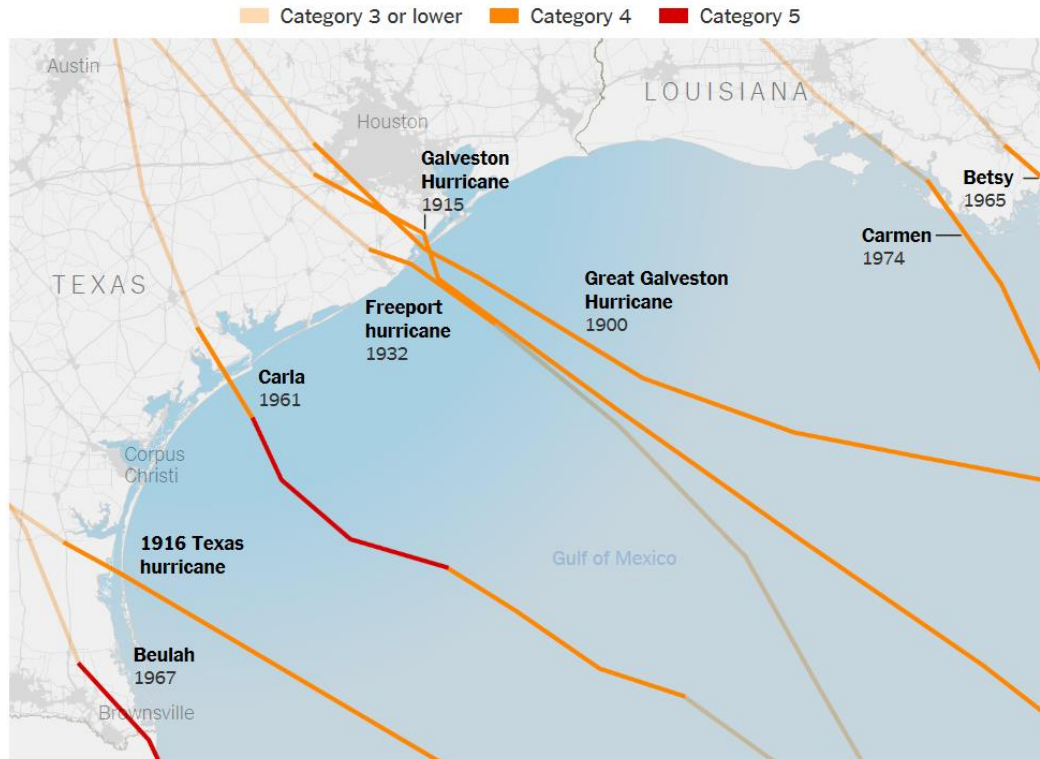 Category 3 or lower
Category 4
Category 5
Austin
LOUISIANA
Houston
Galveston
Hurricane
1915
Betsy
1965
Carmen
1974
TEXAS
Great Galveston
Hurricane
1900
Freeport
hurricane
1932
Carla
1961
Corpus
Christi
1916 Texas
hurricane
Gulf of Mexico
Beulah
1967
Brownsville